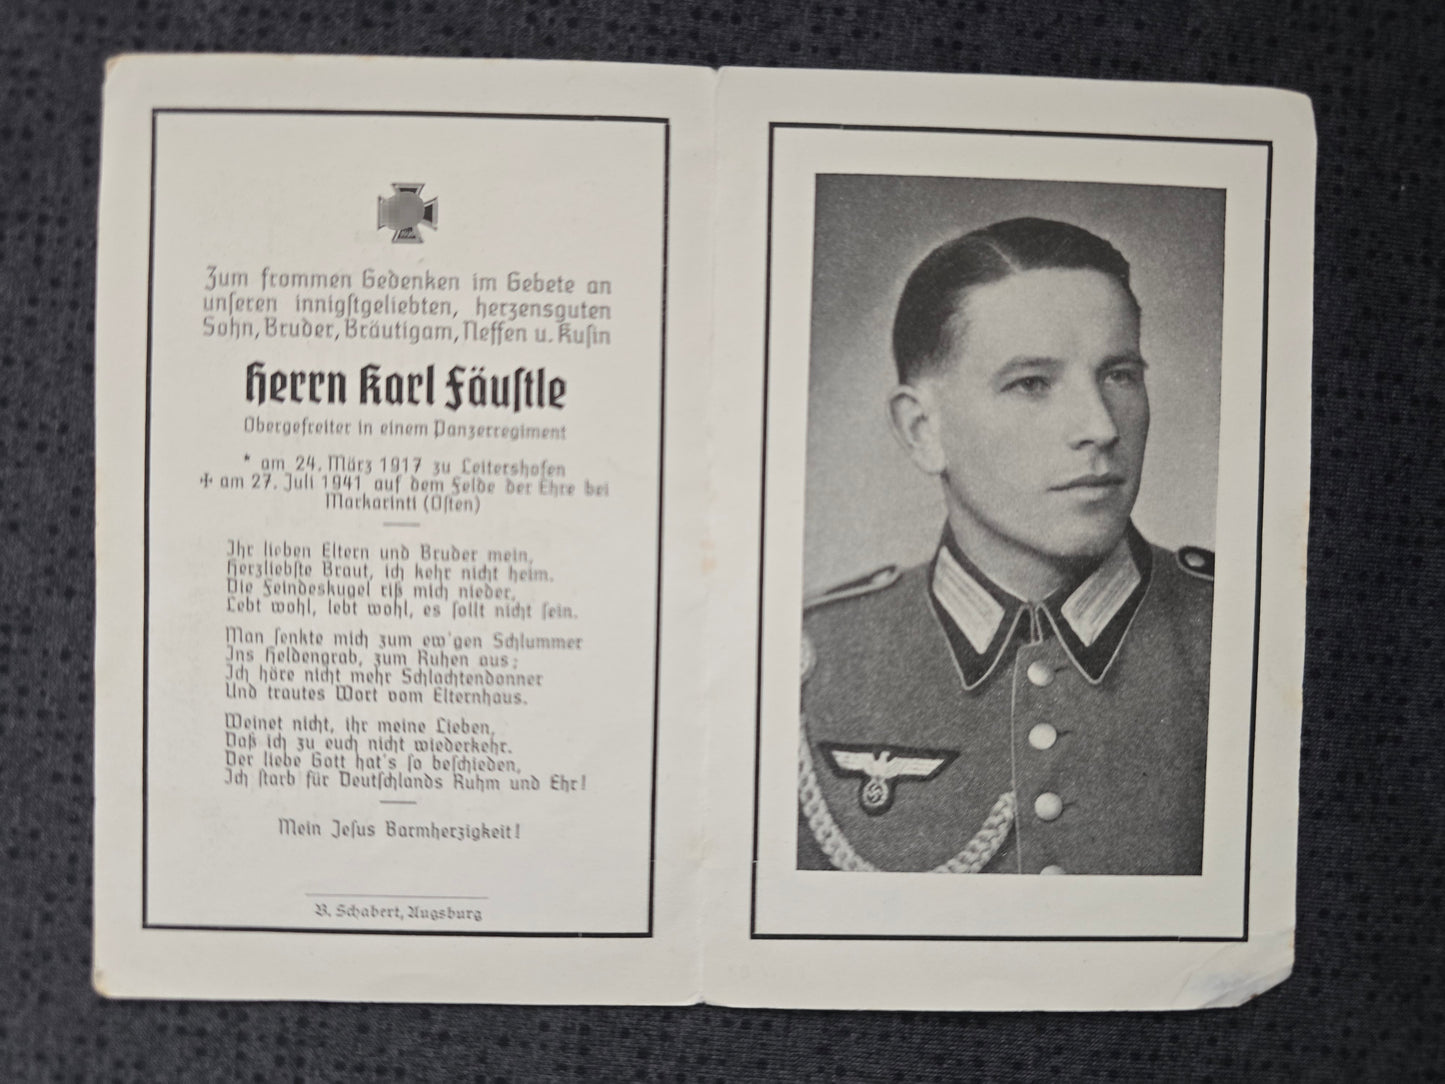 Zum frommen Gedenken im Gebete an
unſeren innigſtgeliebten, herzensguten
Sohn, Bruder, Bräutigam, Neffen u. Kuſin
Herrn Karl Fäuſtle
Obergefreiter in einem Panzerregiment
* am 24. März 1917 zu Leitershofen
✠ am 27. Juli 1941 auf dem Felde der Ehre bei
Markarinti (Oſten)
Ihr lieben Eltern und Bruder mein,
Herzliebſte Braut, ich kehr nicht heim.
Die Feindeskugel riß mich nieder,
Lebt wohl, lebt wohl, es ſollt nicht ſein.
Man ſenkte mich zum ew'gen Schlummer
Ins Heldengrab, zum Ruhen aus;
Ich höre nicht mehr Schlachtendonner
Und trautes Wort vom Elternhaus.
Weinet nicht, ihr meine Lieben,
Daß ich zu euch nicht wiederkehr.
Der liebe Gott hat's ſo beſchieden,
Ich ſtarb für Deutſchlands Ruhm und Ehr!
Mein Jeſus Barmherzigkeit!
B. Schabert, Augsburg